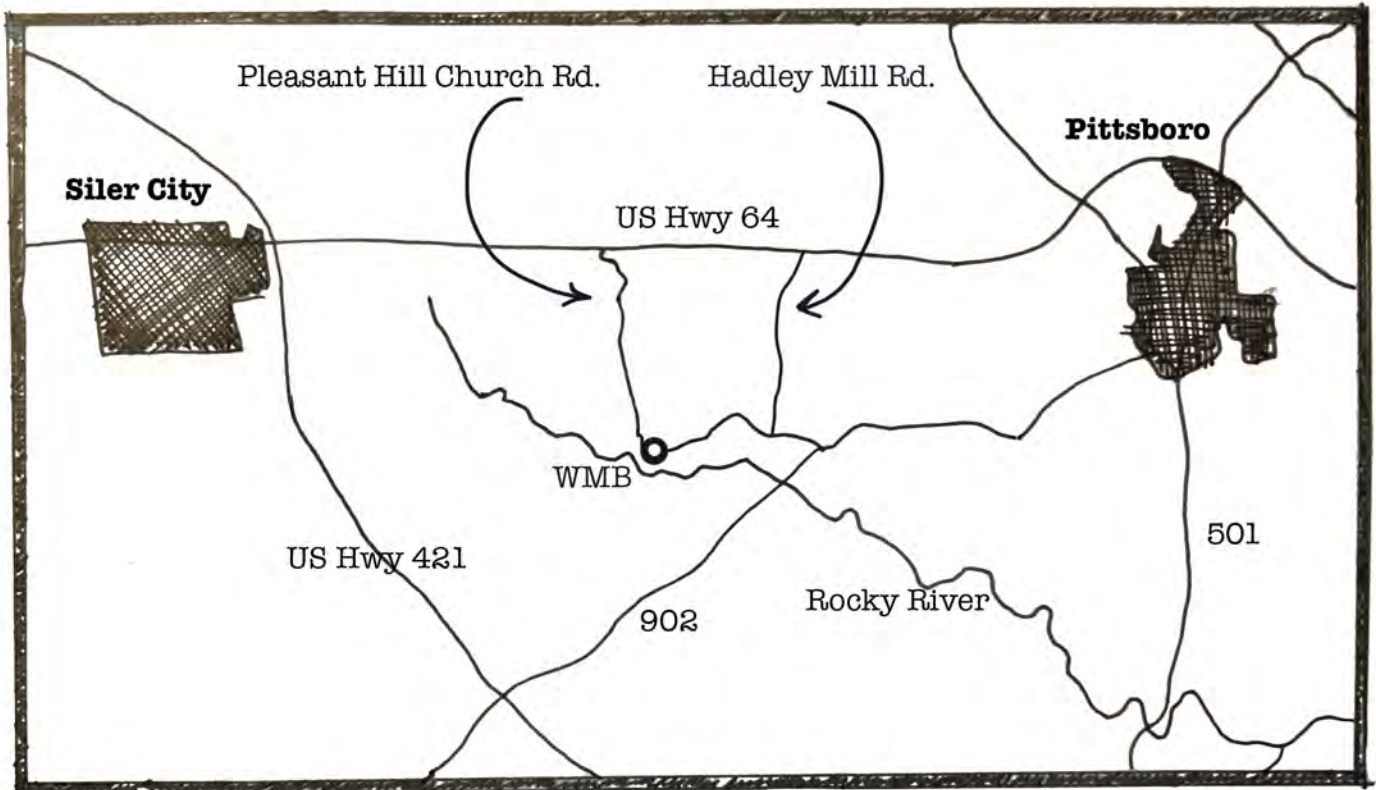 Pleasant Hill Church Rd.
Hadley Mill Rd.
Pittsboro
Siler City
US Hwy 64
WMB
501
US Hwy 421
Rocky River
902